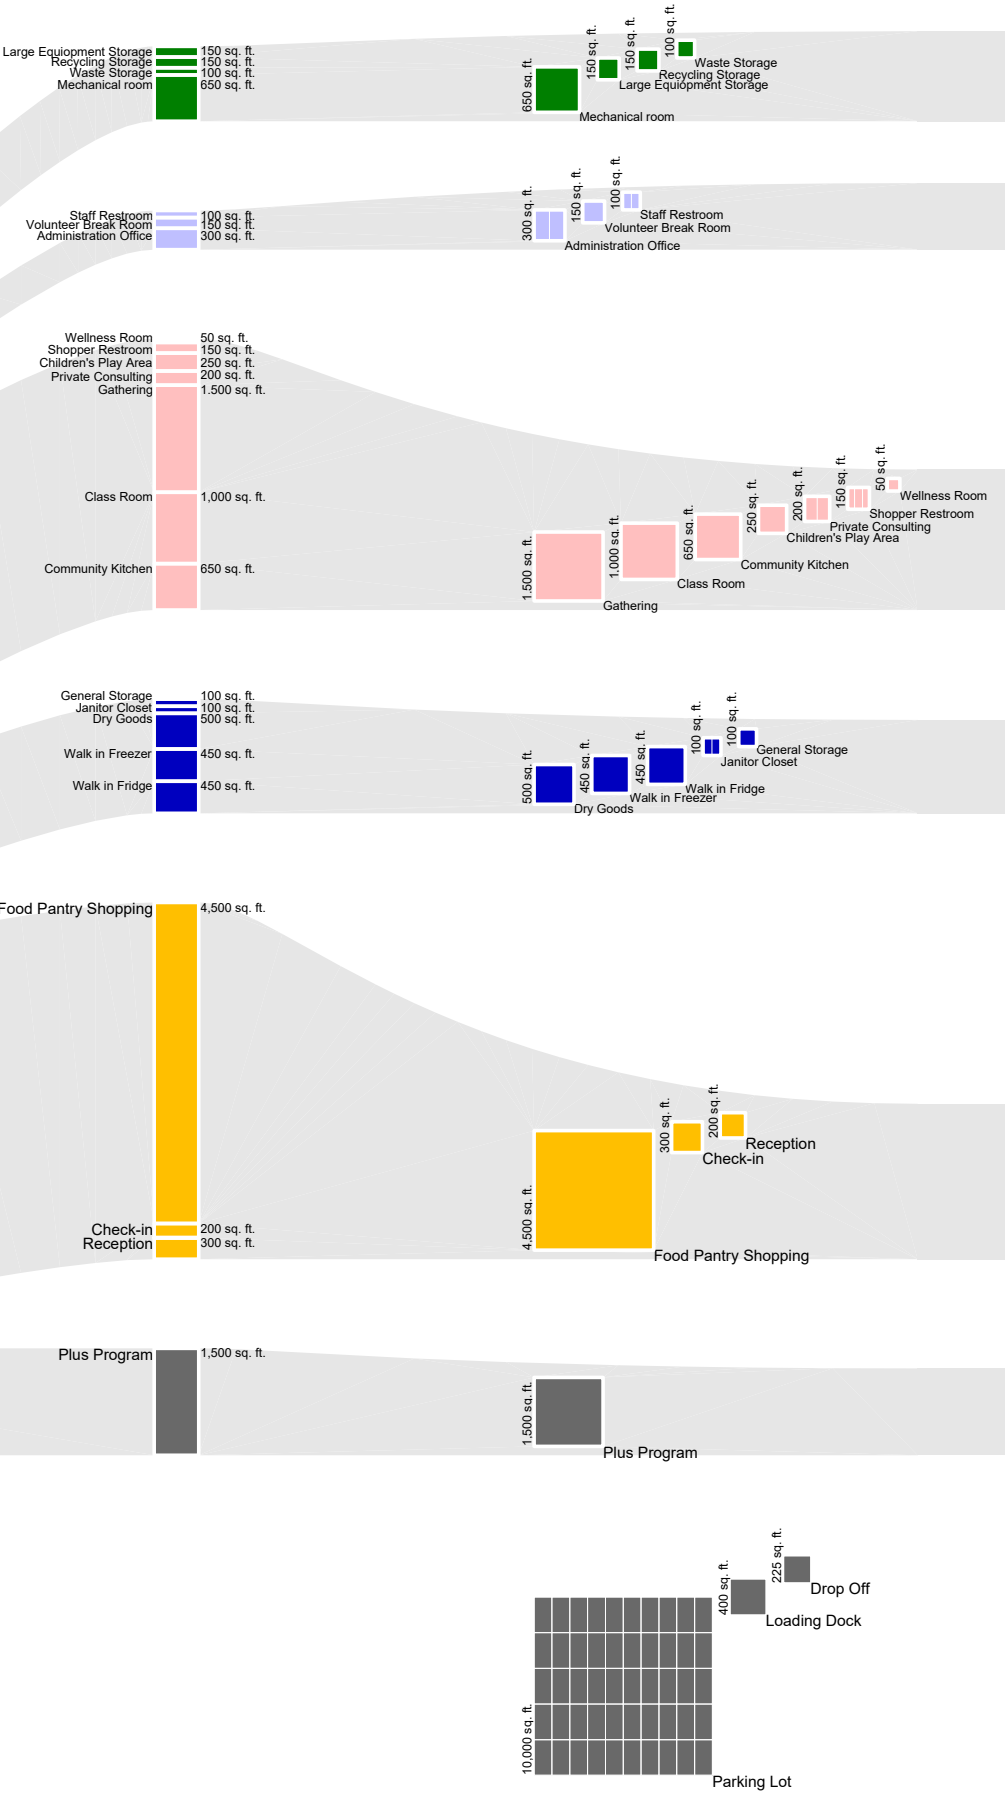 Large Equiopment Storage 150 sq. ft.
Recycling Storage 150 sq. ft.
Waste Storage 100 sq. ft.
Mechanical room 650 sq. ft.
650 sq. ft.
Mechanical room
150 sq. ft.
Large Equiopment Storage
150 sq. ft.
Recycling Storage
100 sq. ft.
Waste Storage
Staff Restroom 100 sq. ft.
Volunteer Break Room 150 sq. ft.
Administration Office 300 sq. ft.
300 sq. ft.
Administration Office
150 sq. ft.
Volunteer Break Room
100 sq. ft.
Staff Restroom
Wellness Room 50 sq. ft.
Shopper Restroom 150 sq. ft.
Children's Play Area 250 sq. ft.
Private Consulting 200 sq. ft.
Gathering 1.500 sq. ft.
Class Room 1,000 sq. ft.
Community Kitchen 650 sq. ft.
1.500 sq. ft.
Gathering
1.000 sq. ft.
Class Room
650 sq. ft.
Community Kitchen
250 sq. ft.
Children's Play Area
200 sq. ft.
Private Consulting
150 sq. ft.
Shopper Restroom
50 sq. ft.
Wellness Room
General Storage 100 sq. ft.
Janitor Closet 100 sq. ft.
Dry Goods 500 sq. ft.
Walk in Freezer 450 sq. ft.
Walk in Fridge 450 sq. ft.
500 sq. ft.
Dry Goods
450 sq. ft.
Walk in Freezer
450 sq. ft.
Walk in Fridge
100 sq. ft.
Janitor Closet
100 sq. ft.
General Storage
Food Pantry Shopping 4,500 sq. ft.
Check-in 200 sq. ft.
Reception 300 sq. ft.
4.500 sq. ft.
Food Pantry Shopping
300 sq. ft.
Check-in
200 sq. ft.
Reception
Plus Program 1,500 sq. ft.
1,500 sq. ft.
Plus Program
10,000 sq. ft.
Parking Lot
400 sq. ft.
Loading Dock
225 sq. ft.
Drop Off